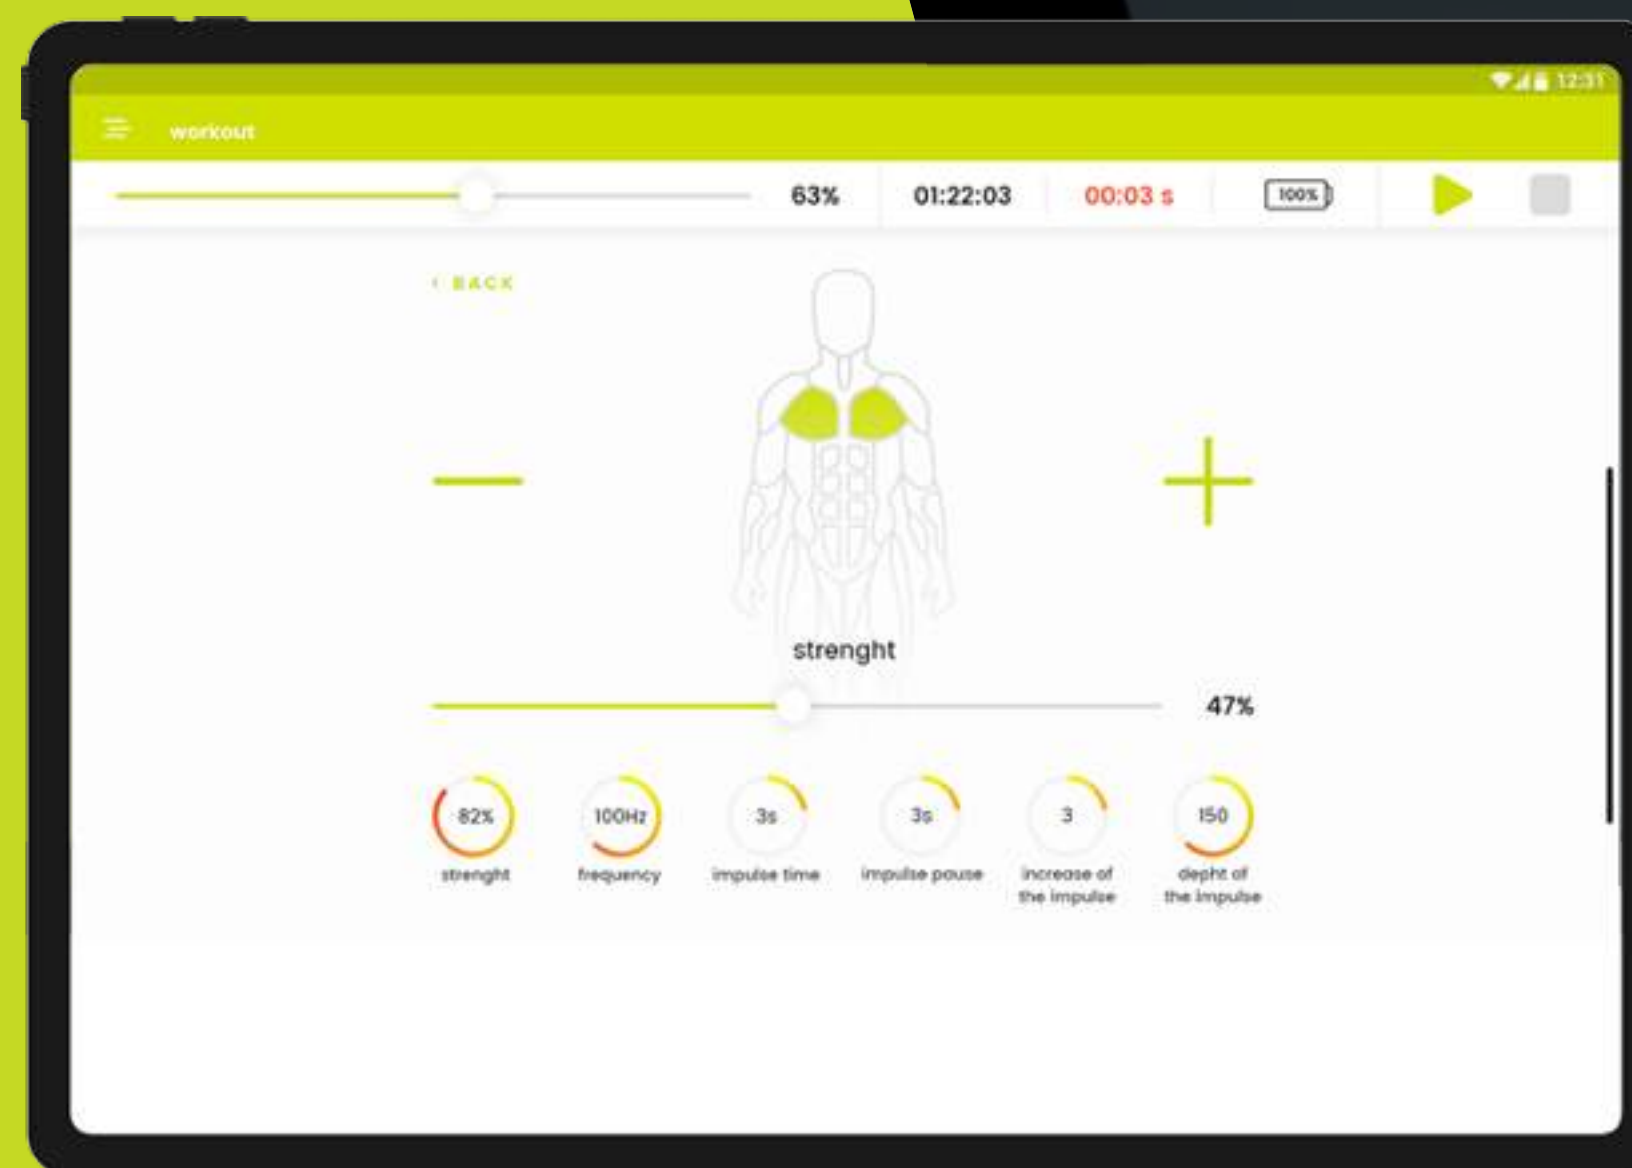 12:31
workout
63%
01:22:03
00:03 s
100%
‹ BACK
strenght
47%
82%
100Hz
3s
3s
3
150
strenght
frequency
impulse time
impulse pause
increase of
the impulse
depht of
the impulse